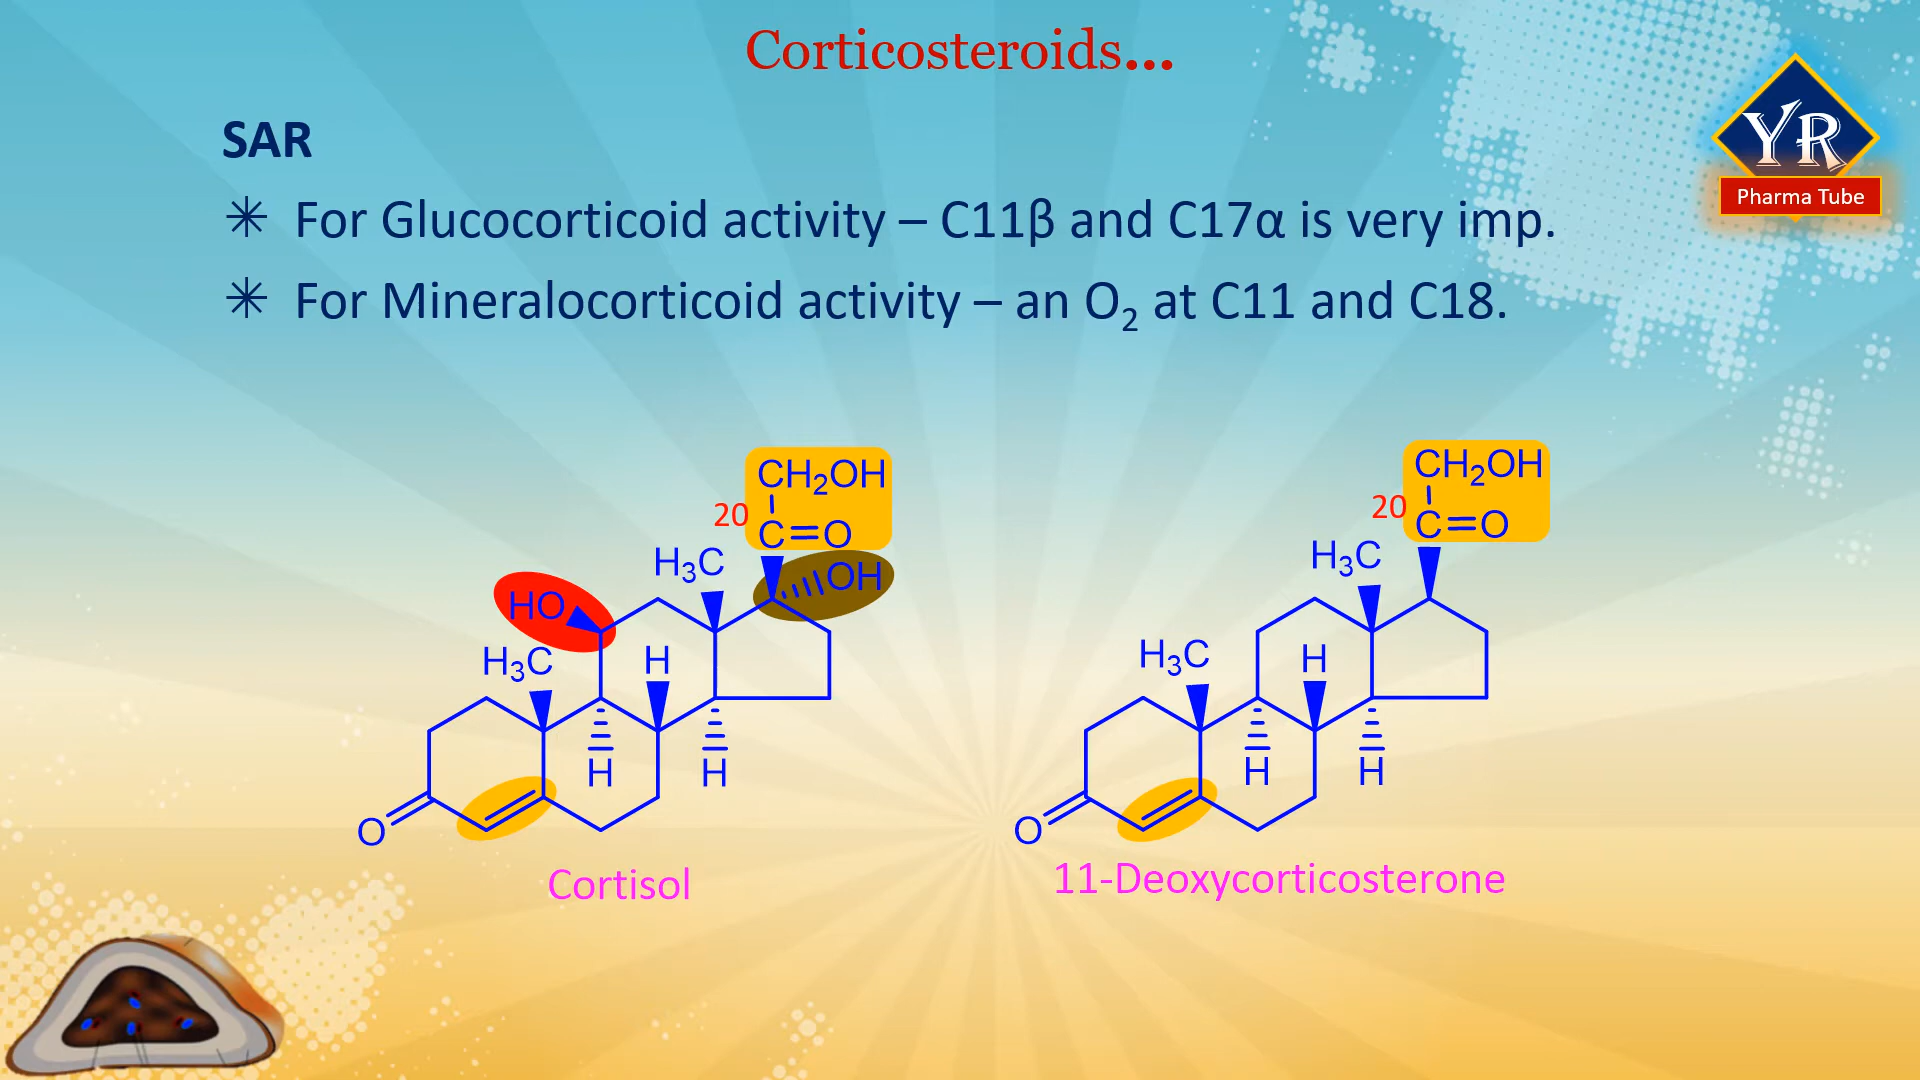 Corticosteroids...
YR
Pharma Tube
SAR
✳ For Glucocorticoid activity – C11β and C17α is very imp.
✳ For Mineralocorticoid activity – an O₂ at C11 and C18.
CH₂OH
20
C=O
H₃C
OH
HO
H₃C
H
H
H
O
Cortisol
CH₂OH
20
C=O
H₃C
H₃C
H
H
H
O
11-Deoxycorticosterone